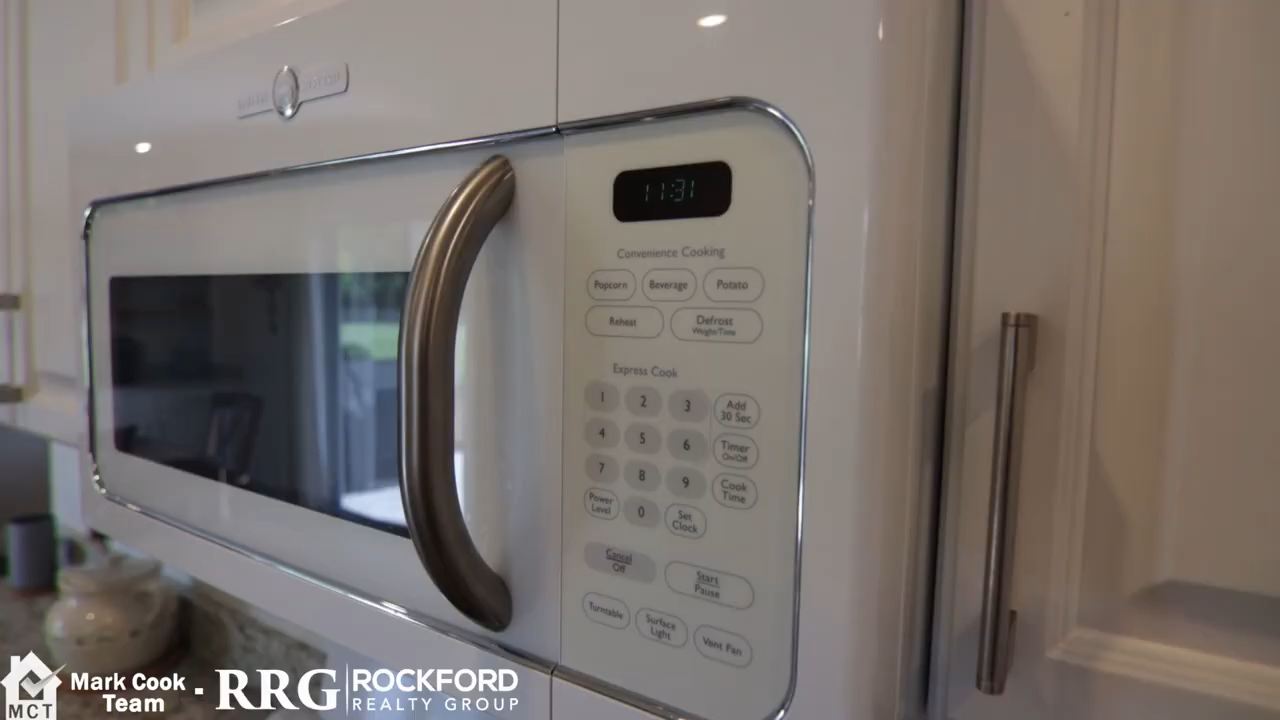 11:31
Convenience Cooking
Popcorn
Beverage
Potato
Reheat
Defrost
Weight/Time
Express Cook
1
2
3
Add
30 Sec
4
5
6
Timer
On/Off
7
8
9
Cook
Time
Power
Level
0
Set
Clock
Cancel
Off
Start
Pause
Turntable
Surface
Light
Vent Fan
MCT
Mark Cook
Team
- RRG
ROCKFORD
REALTY GROUP